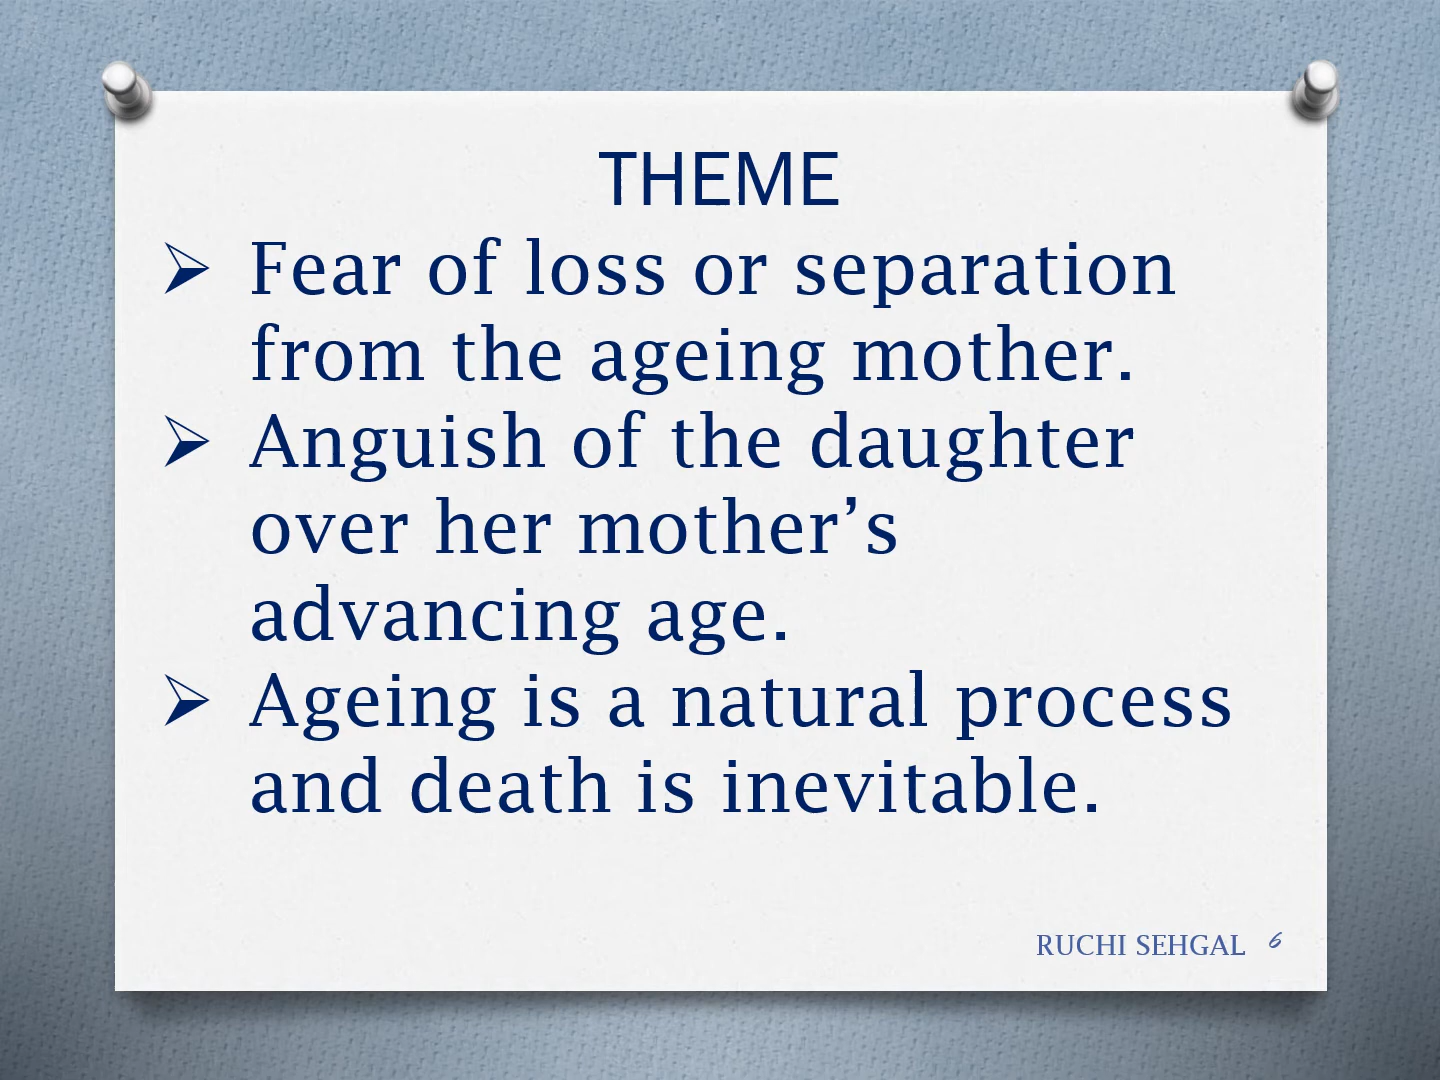 THEME
➢ Fear of loss or separation
from the ageing mother.
➢ Anguish of the daughter
over her mother’s
advancing age.
➢ Ageing is a natural process
and death is inevitable.
RUCHI SEHGAL 6